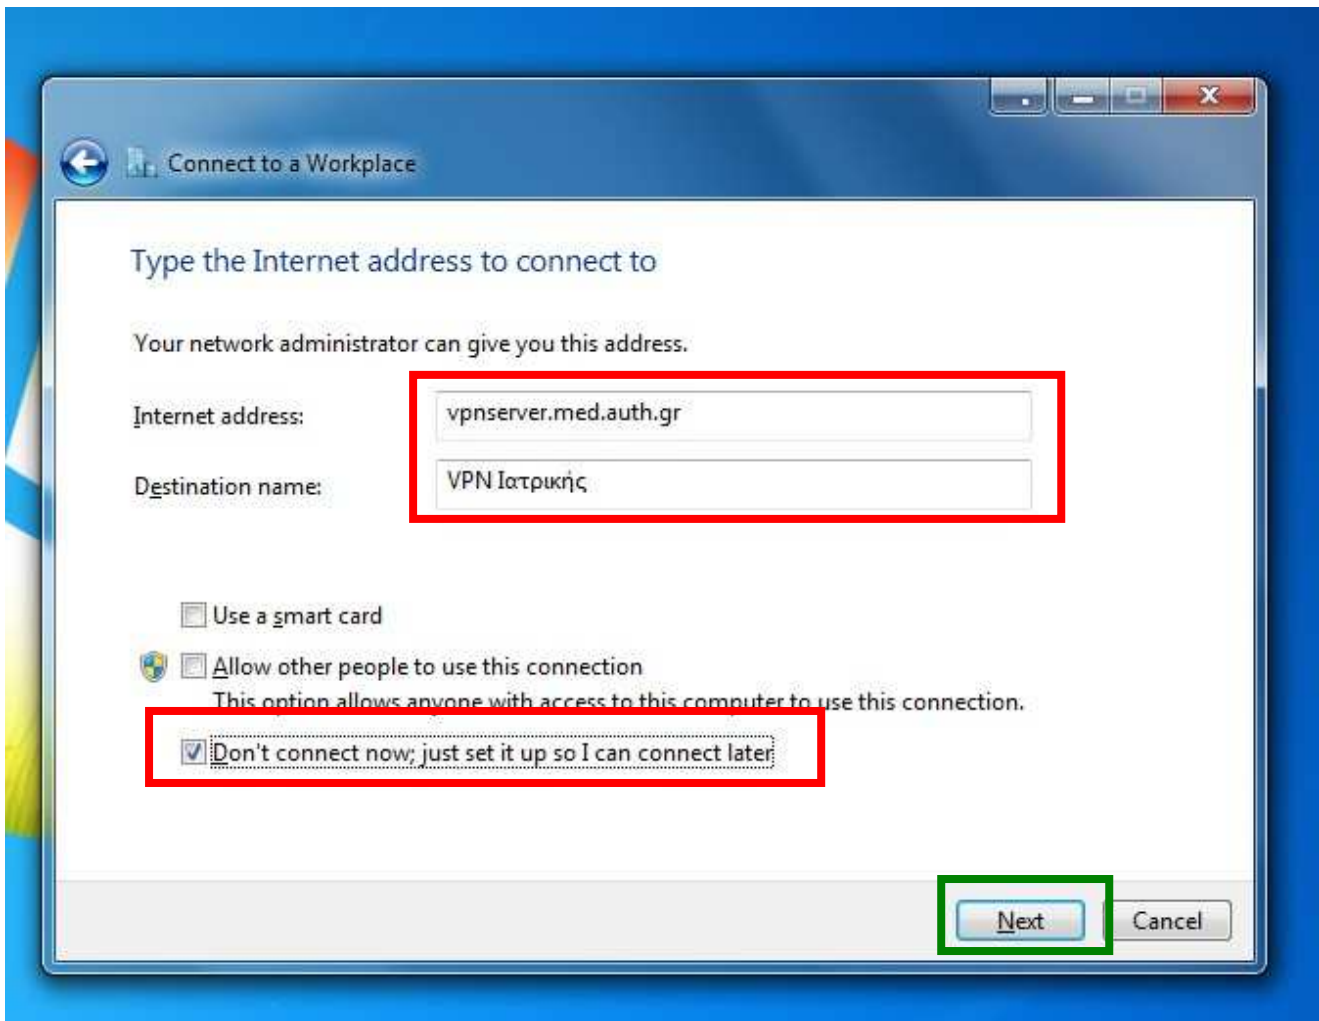 Connect to a Workplace
Type the Internet address to connect to
Your network administrator can give you this address.
Internet address:
vpnserver.med.auth.gr
Destination name:
VPN Ιατρικής
Use a smart card
Allow other people to use this connection
This option allows anyone with access to this computer to use this connection.
Don't connect now; just set it up so I can connect later
Next
Cancel